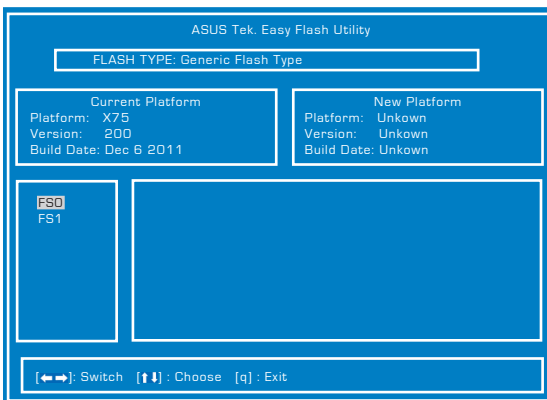 ASUS Tek. Easy Flash Utility
FLASH TYPE: Generic Flash Type
Current Platform
Platform: X75
Version: 200
Build Date: Dec 6 2011
New Platform
Platform: Unkown
Version: Unkown
Build Date: Unkown
FS0
FS1
[←→]: Switch [↑↓] : Choose [q] : Exit